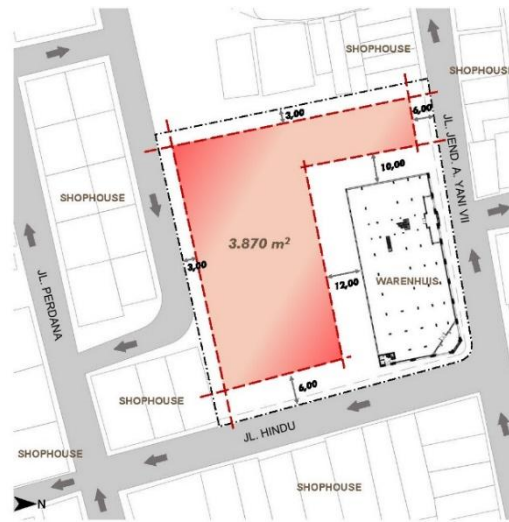 SHOPHOUSE
SHOPHOUSE
3,00
6,00
JL. JEND. A. YANI VII
10,00
SHOPHOUSE
3.870 m²
3,00
12,00
WARENHUIS
JL. PERDANA
6,00
SHOPHOUSE
JL. HINDU
SHOPHOUSE
SHOPHOUSE
N